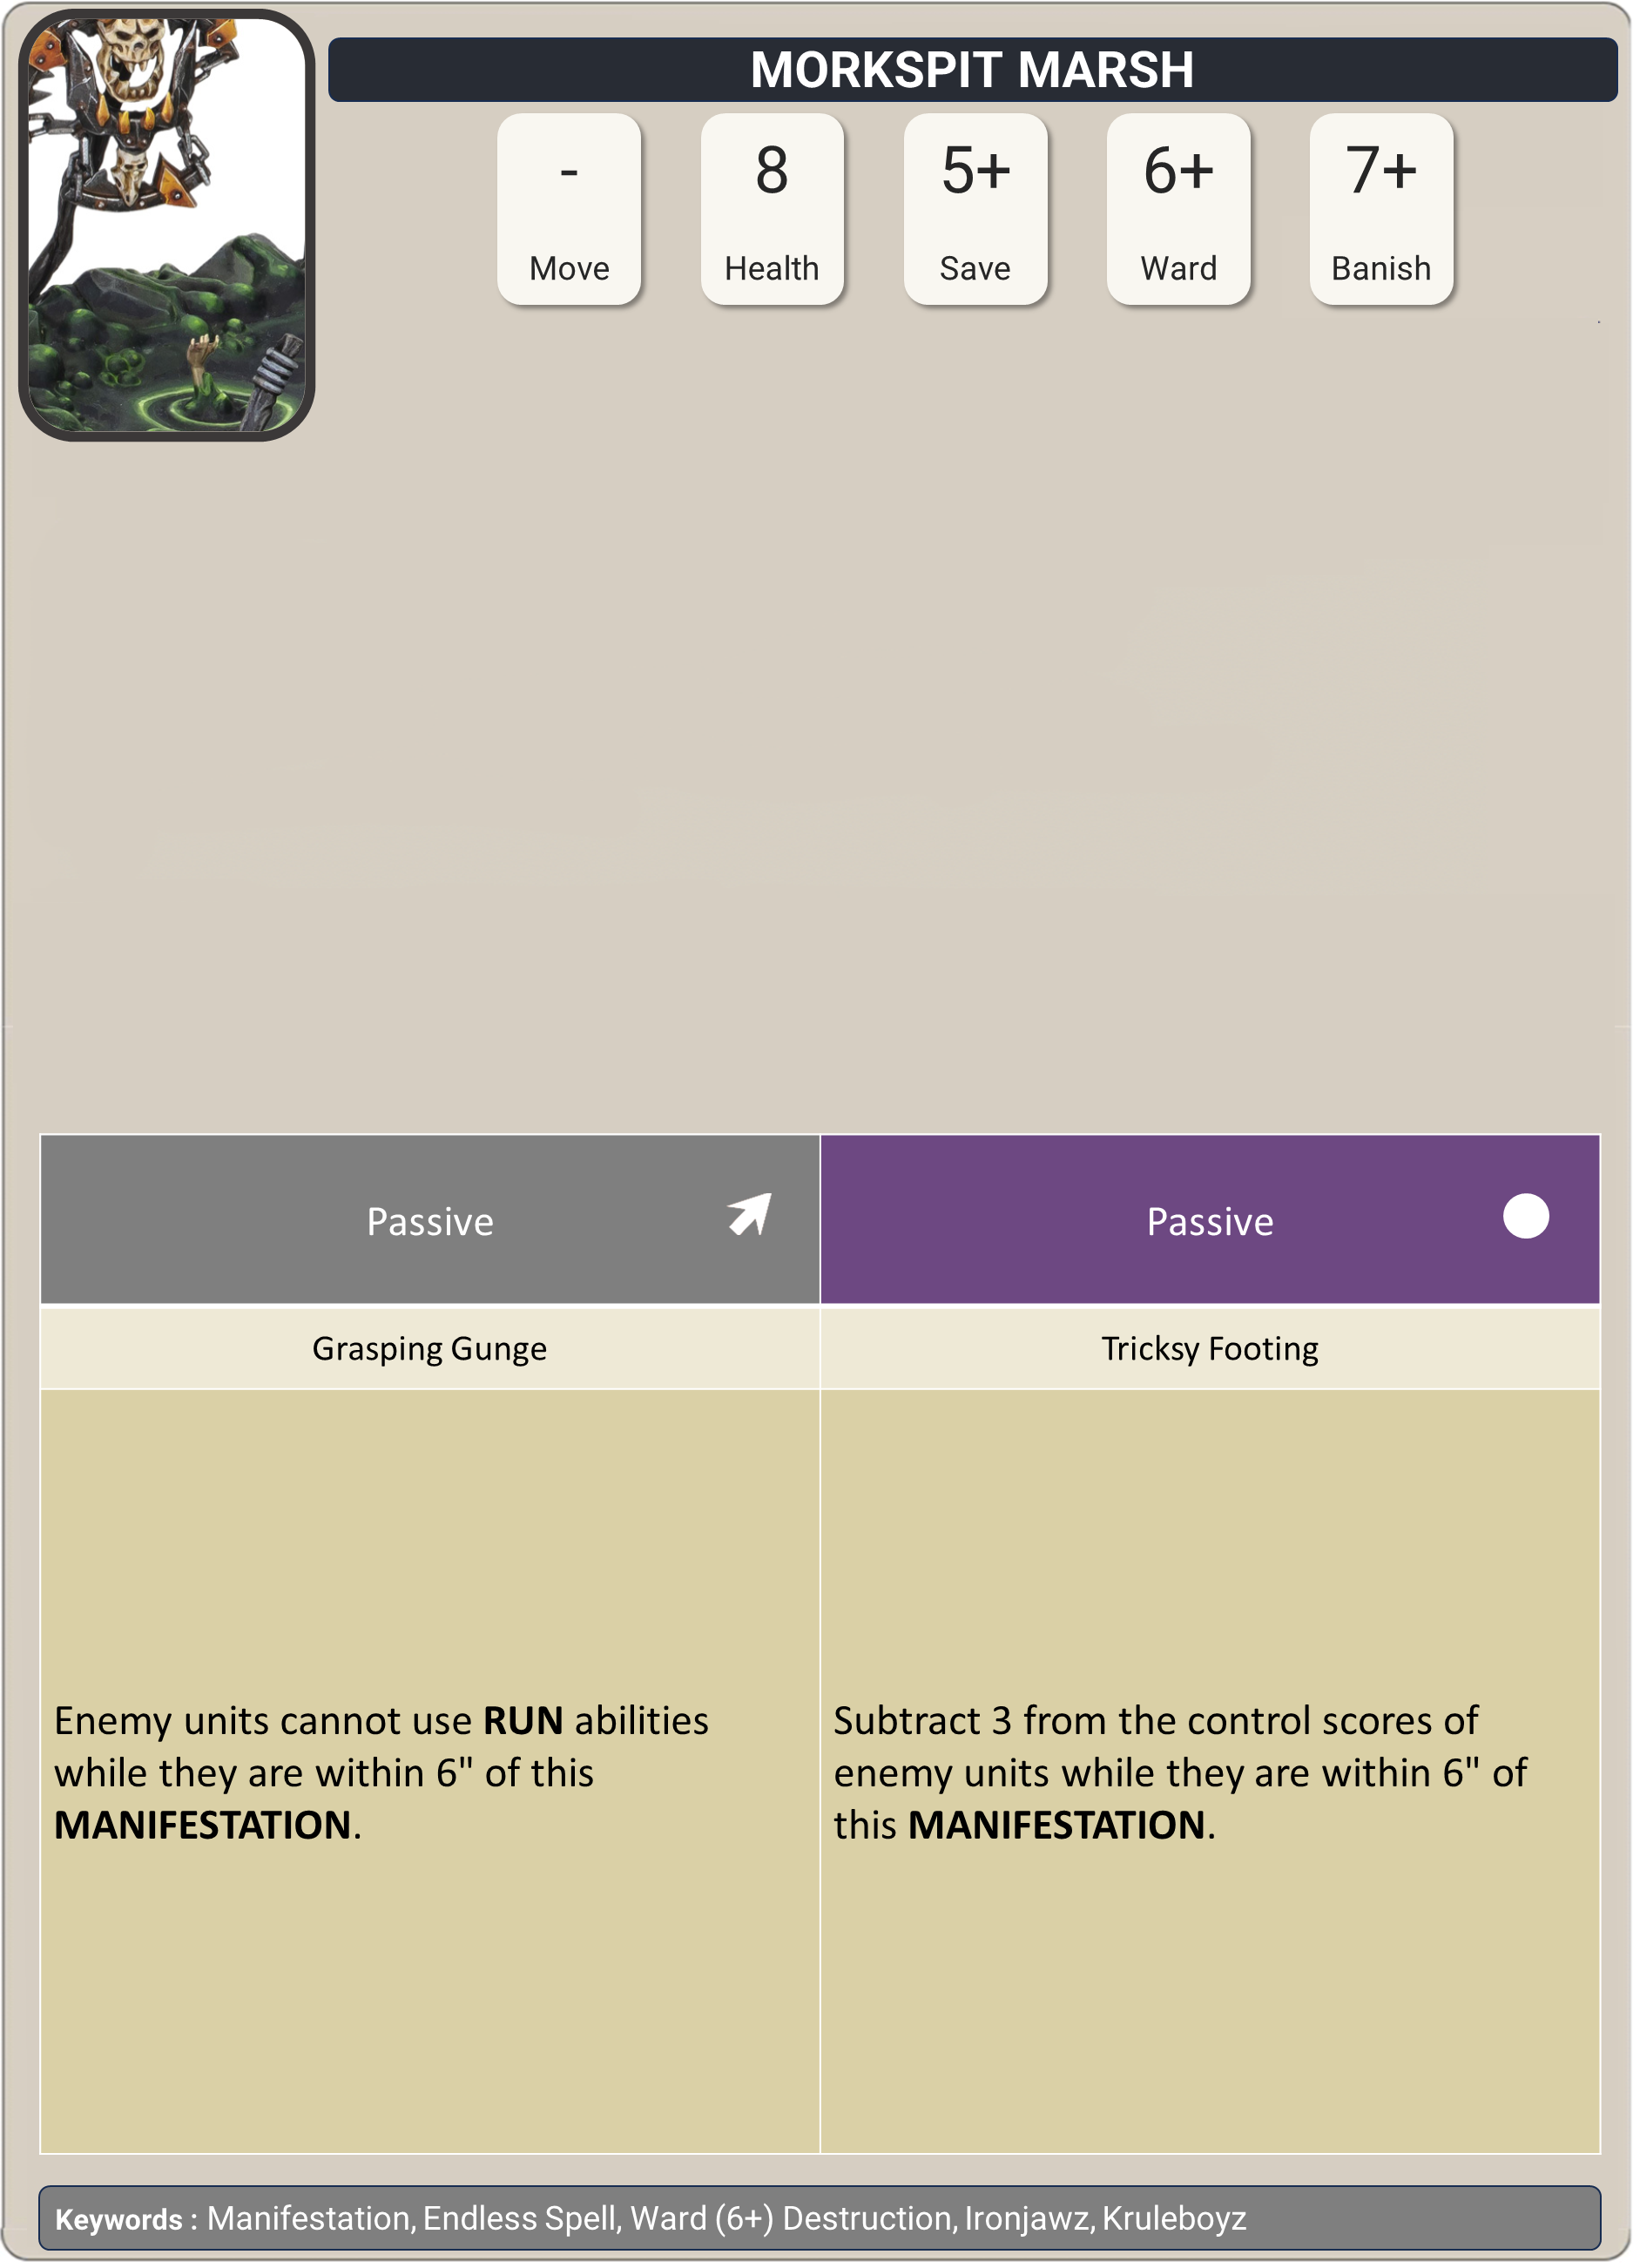 MORKSPIT MARSH
-
Move
8
Health
5+
Save
6+
Ward
7+
Banish
Passive
Passive
Grasping Gunge
Tricksy Footing
Enemy units cannot use RUN abilities
while they are within 6" of this
MANIFESTATION.
Subtract 3 from the control scores of
enemy units while they are within 6" of
this MANIFESTATION.
Keywords : Manifestation, Endless Spell, Ward (6+) Destruction, Ironjawz, Kruleboyz